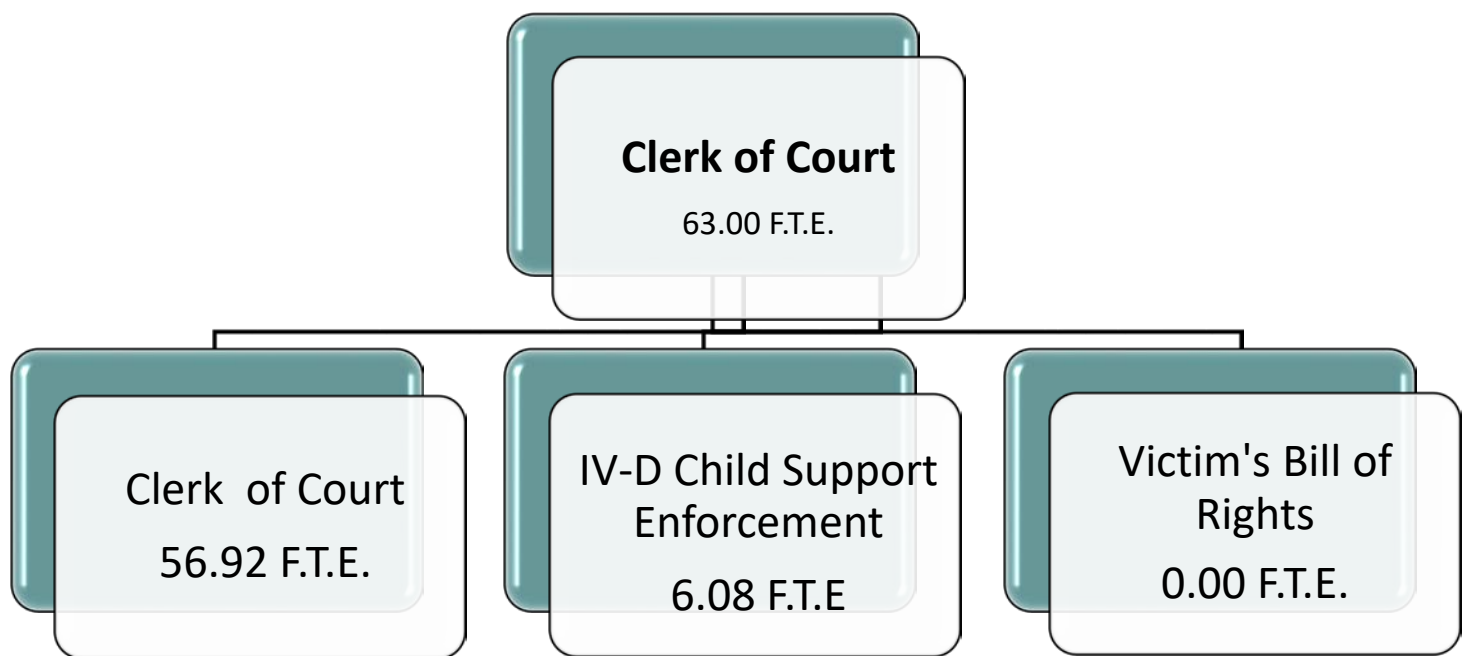 Clerk of Court
63.00 F.T.E.
Clerk of Court
56.92 F.T.E.
IV-D Child Support
Enforcement
6.08 F.T.E
Victim's Bill of
Rights
0.00 F.T.E.